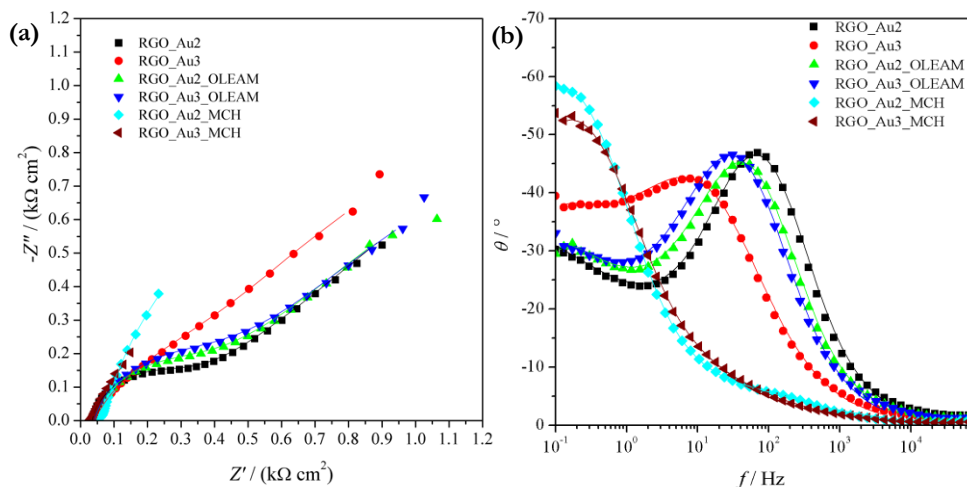 (a)
-Z'' / (kΩ cm²)
1.2
1.1
1.0
0.9
0.8
0.7
0.6
0.5
0.4
0.3
0.2
0.1
0.0
RGO_Au2
RGO_Au3
RGO_Au2_OLEAM
RGO_Au3_OLEAM
RGO_Au2_MCH
RGO_Au3_MCH
0.0 0.1 0.2 0.3 0.4 0.5 0.6 0.7 0.8 0.9 1.0 1.1 1.2
Z' / (kΩ cm²)
(b)
θ / °
-70
-60
-50
-40
-30
-20
-10
0
RGO_Au2
RGO_Au3
RGO_Au2_OLEAM
RGO_Au3_OLEAM
RGO_Au2_MCH
RGO_Au3_MCH
10⁻¹ 10⁰ 10¹ 10² 10³ 10⁴
f / Hz